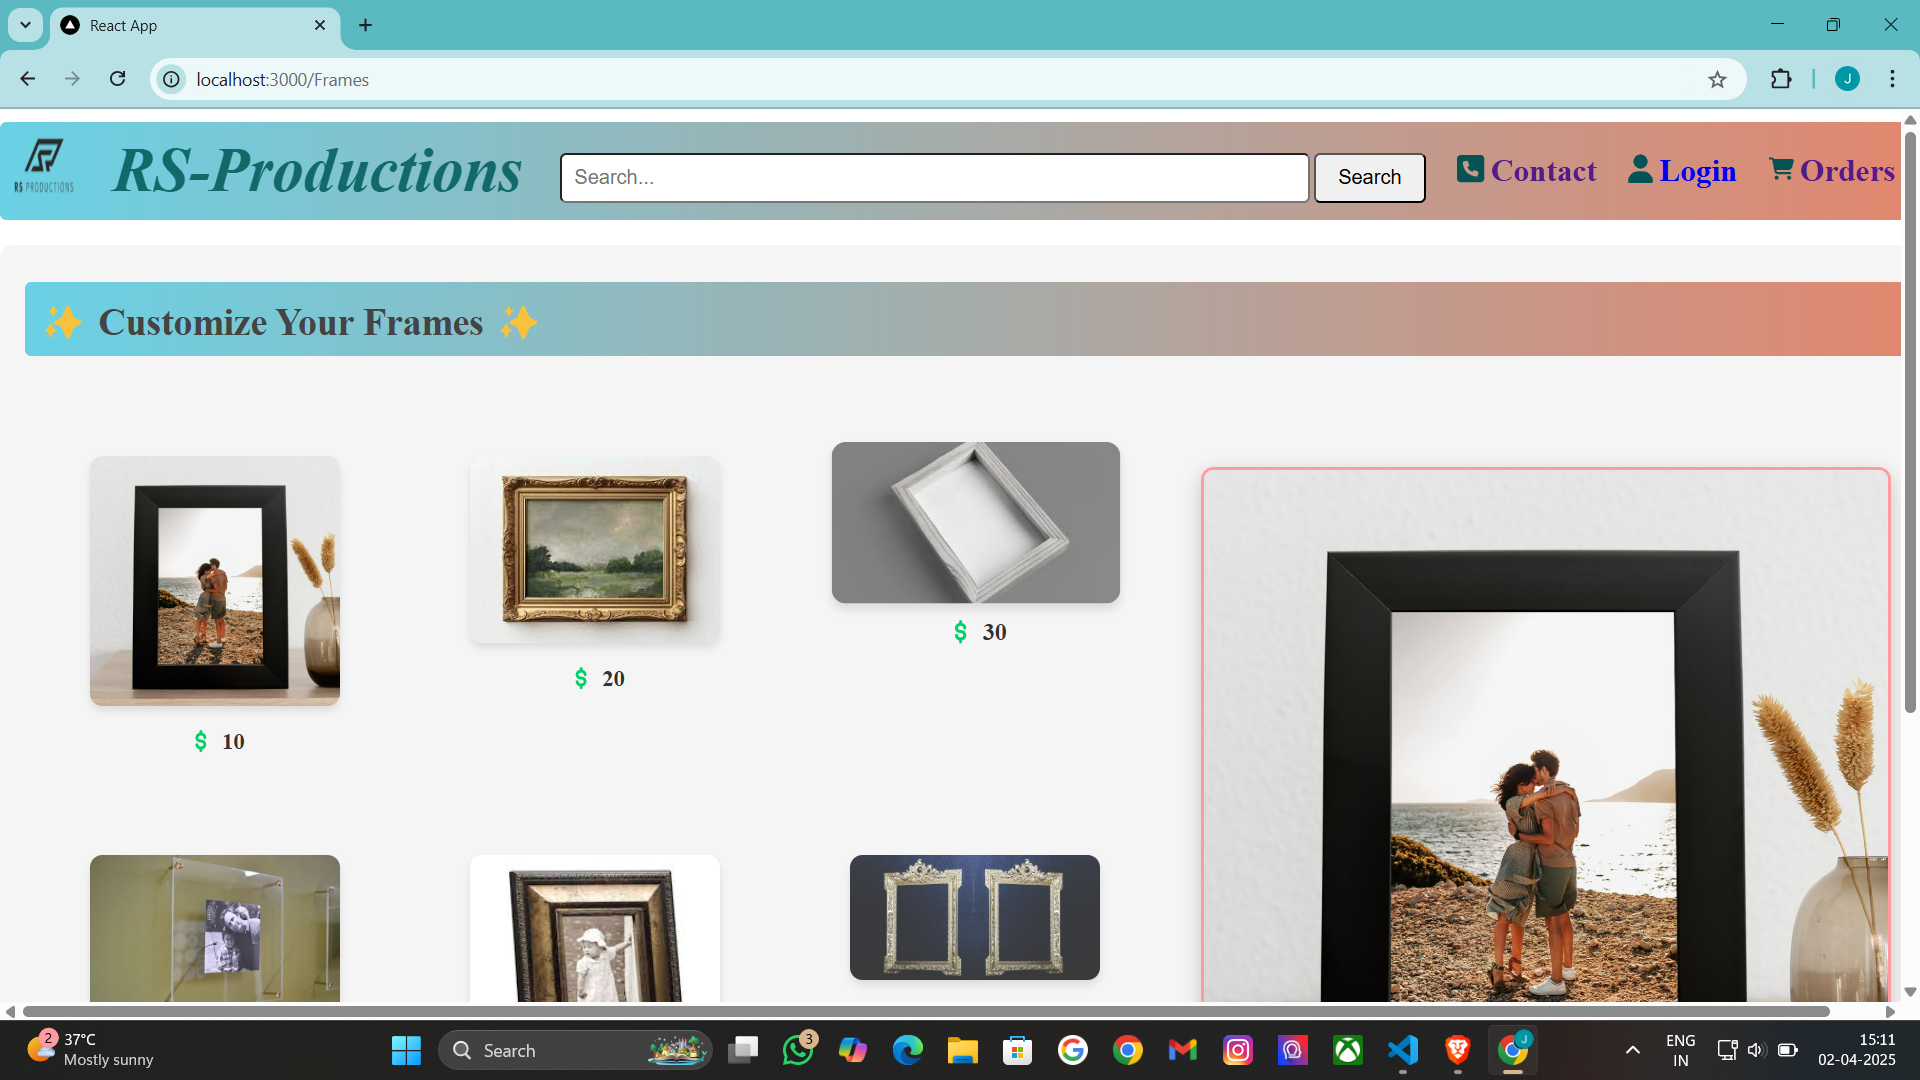 React App
localhost:3000/Frames
RS PRODUCTIONS
RS-Productions
Search...
Search
Contact
Login
Orders
✨ Customize Your Frames ✨
$ 10
$ 20
$ 30
2
37°C
Mostly sunny
Search
3
J
J
ENG
IN
15:11
02-04-2025